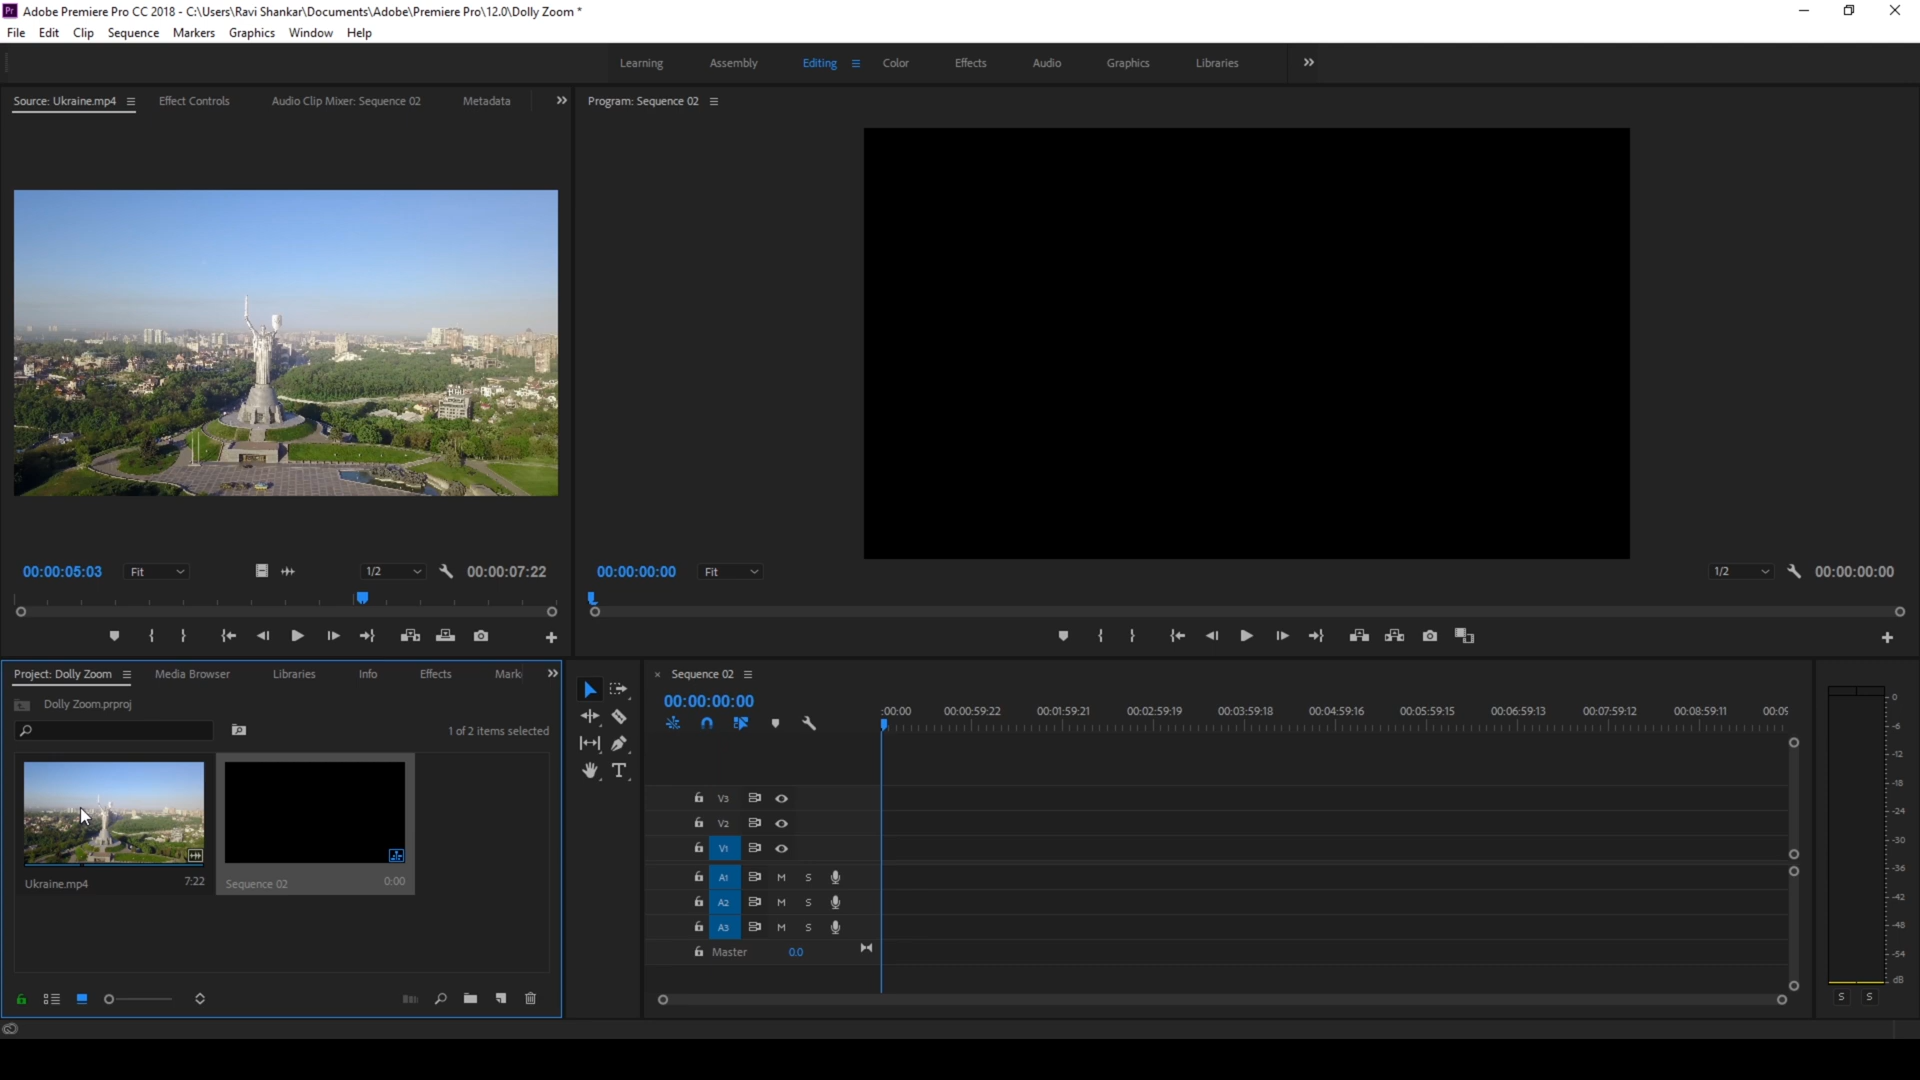 Pr Adobe Premiere Pro CC 2018 - C:\Users\Ravi Shankar\Documents\Adobe\Premiere Pro\12.0\Dolly Zoom *
File Edit Clip Sequence Markers Graphics Window Help
Learning Assembly Editing Color Effects Audio Graphics Libraries
Source: Ukraine.mp4 Effect Controls Audio Clip Mixer: Sequence 02 Metadata
Program: Sequence 02
00:00:05:03 Fit 1/2 00:00:07:22
00:00:00:00 Fit 1/2 00:00:00:00
Project: Dolly Zoom Media Browser Libraries Info Effects Mark
Dolly Zoom.prproj
1 of 2 items selected
Ukraine.mp4 7:22
Sequence 02 0:00
Sequence 02
00:00:00:00
:00:00 00:00:59:22 00:01:59:21 00:02:59:19 00:03:59:18 00:04:59:16 00:05:59:15 00:06:59:13 00:07:59:12 00:08:59:11 00:09
V3
V2
V1
A1 M S
A2 M S
A3 M S
Master 0.0
0
-6
-12
-18
-24
-30
-36
-42
-48
-54
dB
S S